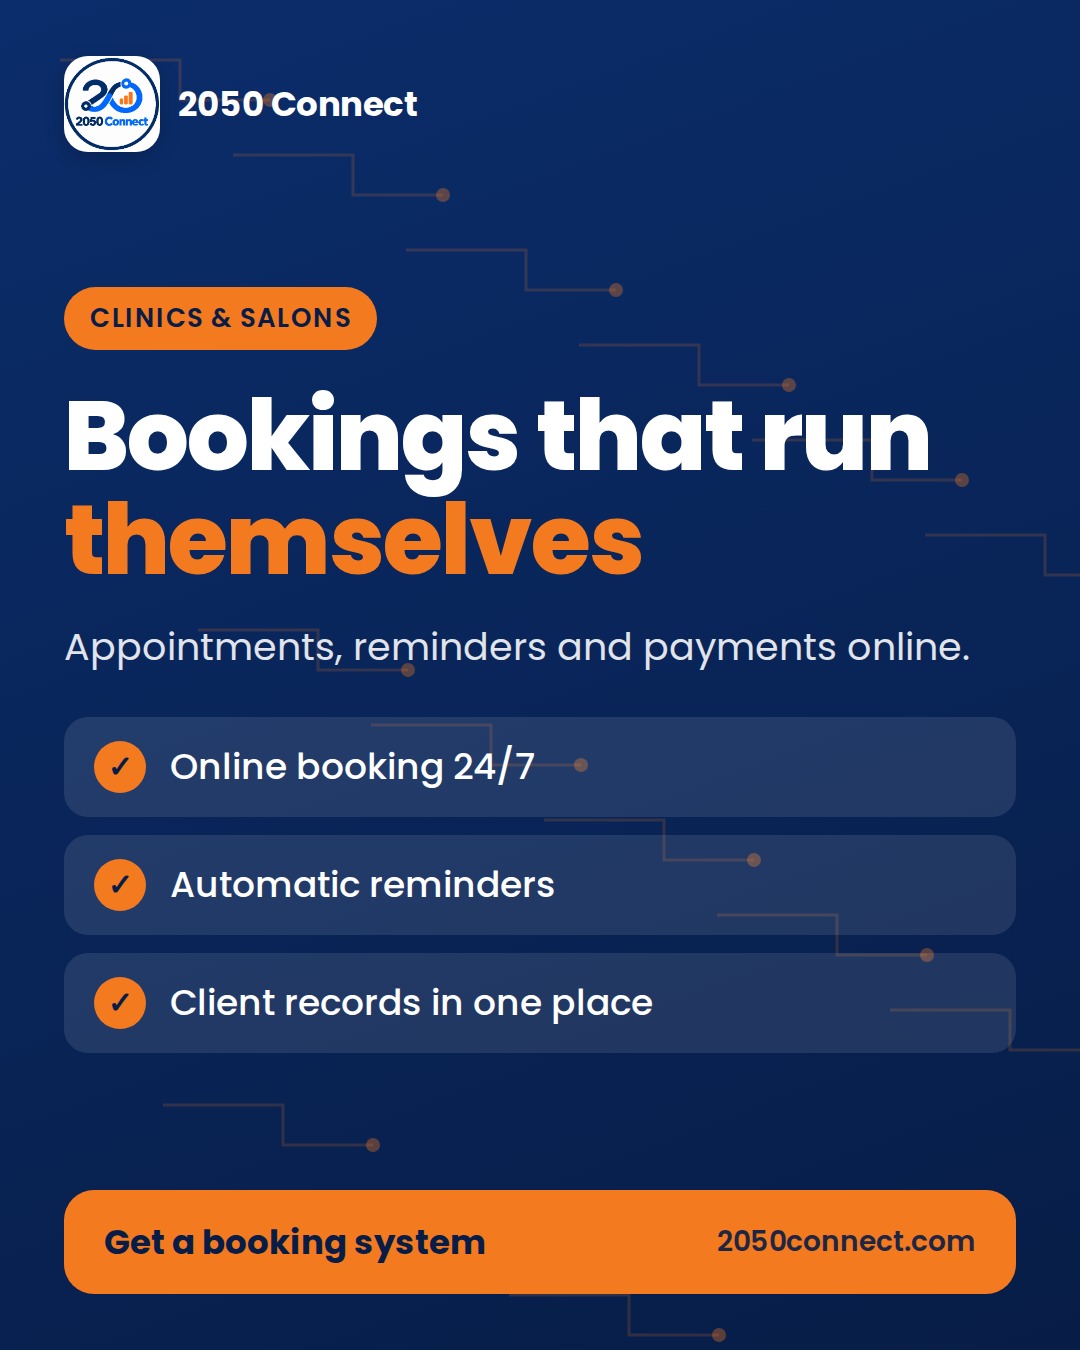 2050 Connect
2050 Connect
CLINICS & SALONS
Bookings that run
themselves
Appointments, reminders and payments online.
✓ Online booking 24/7
✓ Automatic reminders
✓ Client records in one place
Get a booking system
2050connect.com